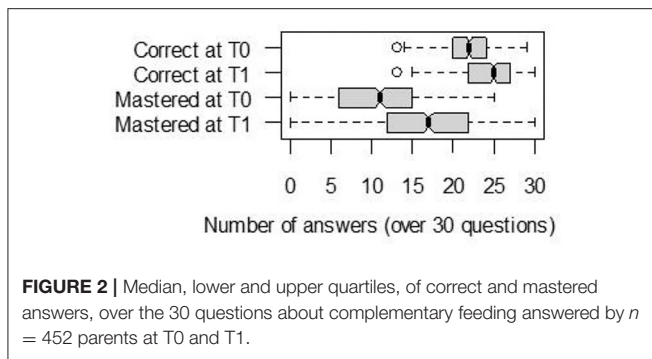 Correct at T0
Correct at T1
Mastered at T0
Mastered at T1
0 5 10 15 20 25 30
Number of answers (over 30 questions)
FIGURE 2 | Median, lower and upper quartiles, of correct and mastered
answers, over the 30 questions about complementary feeding answered by n
= 452 parents at T0 and T1.